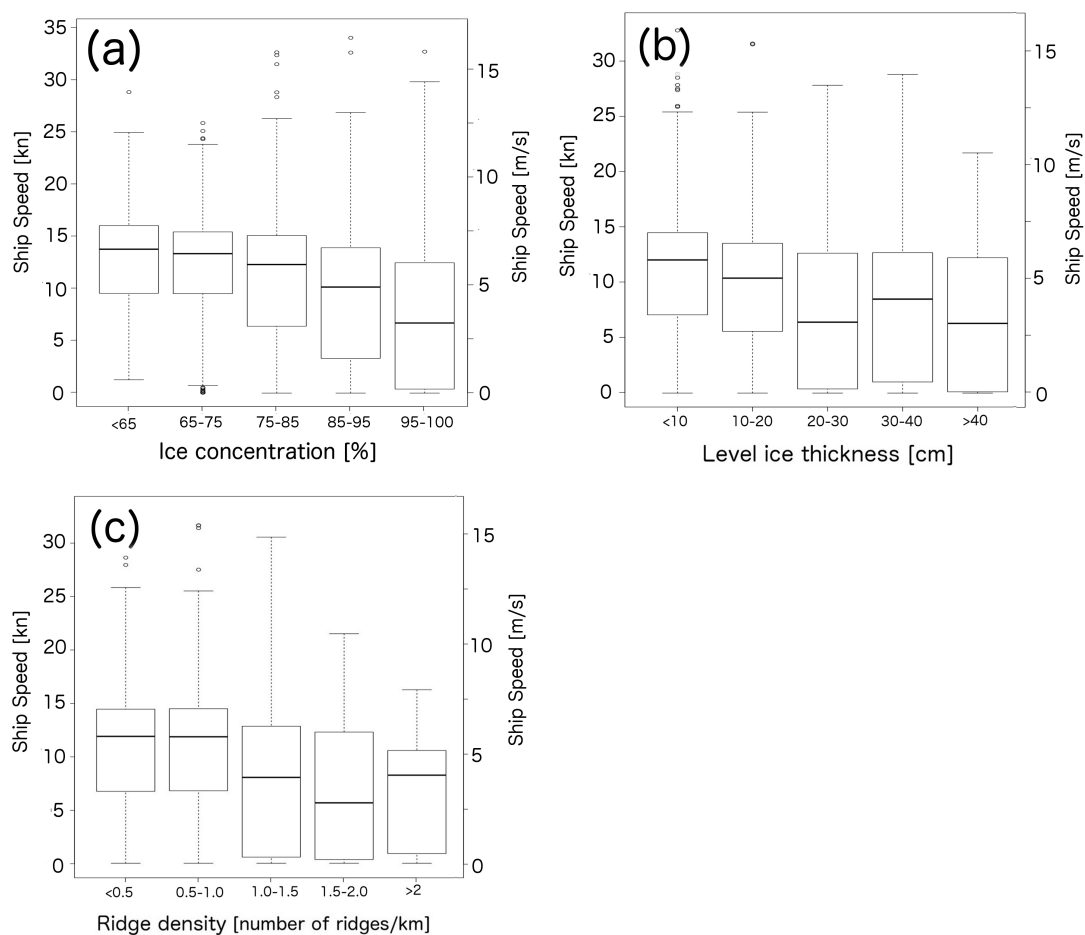 (a)
35
30
25
20
15
10
5
0
Ship Speed [kn]
15
10
5
0
Ship Speed [m/s]
<65 65-75 75-85 85-95 95-100
Ice concentration [%]
(b)
30
25
20
15
10
5
0
Ship Speed [kn]
15
10
5
0
Ship Speed [m/s]
<10 10-20 20-30 30-40 >40
Level ice thickness [cm]
(c)
30
25
20
15
10
5
0
Ship Speed [kn]
15
10
5
0
Ship Speed [m/s]
<0.5 0.5-1.0 1.0-1.5 1.5-2.0 >2
Ridge density [number of ridges/km]